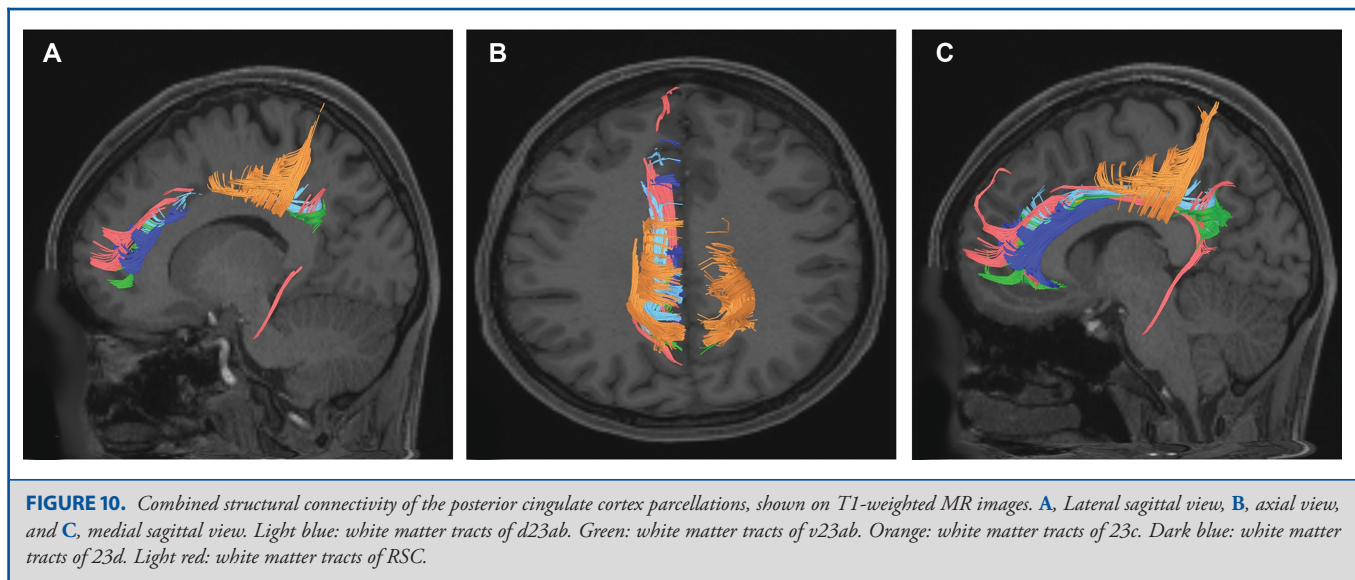 A
B
C
FIGURE 10. Combined structural connectivity of the posterior cingulate cortex parcellations, shown on T1-weighted MR images. A, Lateral sagittal view, B, axial view,
and C, medial sagittal view. Light blue: white matter tracts of d23ab. Green: white matter tracts of v23ab. Orange: white matter tracts of 23c. Dark blue: white matter
tracts of 23d. Light red: white matter tracts of RSC.